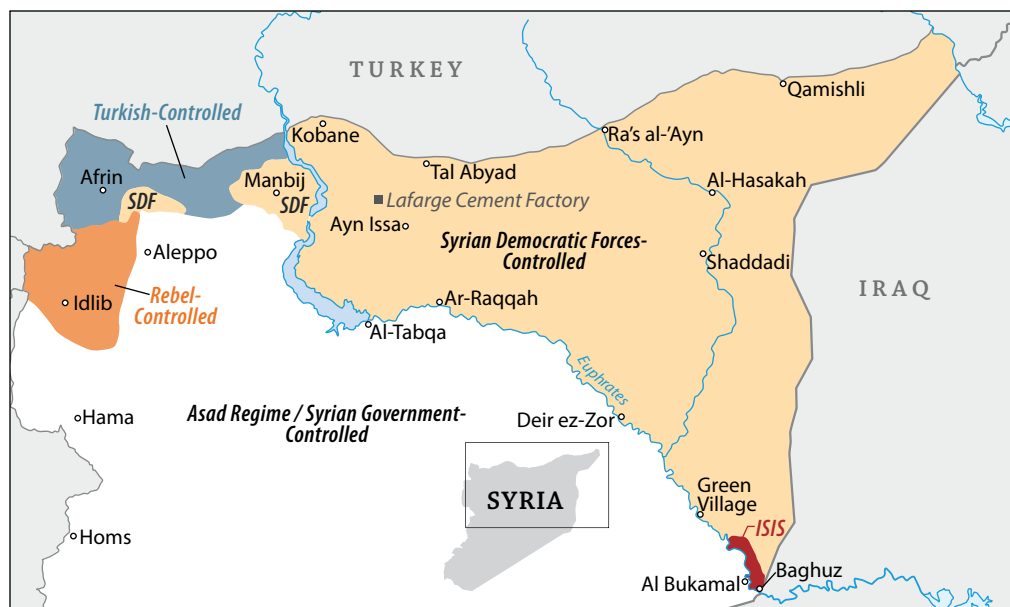 TURKEY
Qamishli
Turkish-Controlled
Kobane
Ra's al-'Ayn
Tal Abyad
Afrin
SDF
Manbij
SDF
Lafarge Cement Factory
Al-Hasakah
Ayn Issa
Syrian Democratic Forces-
Controlled
Aleppo
Shaddadi
IRAQ
Idlib
Rebel-
Controlled
Ar-Raqqah
Al-Tabqa
Euphrates
Hama
Asad Regime / Syrian Government-
Controlled
Deir ez-Zor
SYRIA
Green
Village
ISIS
Homs
Al Bukamal
Baghuz